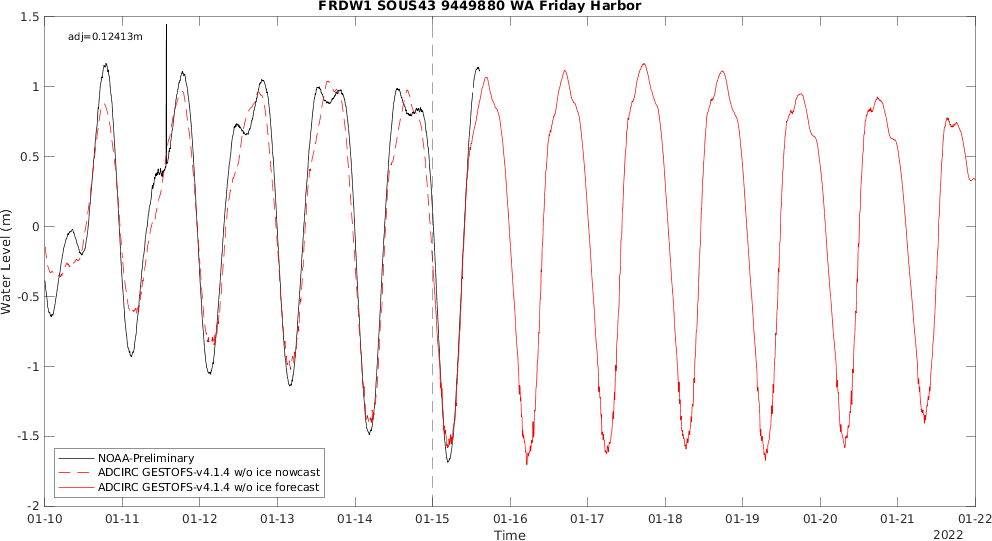 FRDW1 SOUS43 9449880 WA Friday Harbor
adj=0.12413m
1.5
1
0.5
0
-0.5
-1
-1.5
-2
Water Level (m)
NOAA-Preliminary
ADCIRC GESTOFS-v4.1.4 w/o ice nowcast
ADCIRC GESTOFS-v4.1.4 w/o ice forecast
01-10 01-11 01-12 01-13 01-14 01-15 01-16 01-17 01-18 01-19 01-20 01-21 01-22
Time
2022